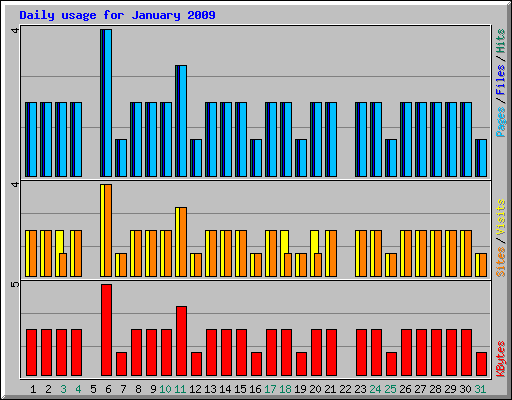 Daily usage for January 2009
4
Pages/Files/Hits
4
Sites/Visits
5
KBytes
1 2 3 4 5 6 7 8 9 10 11 12 13 14 15 16 17 18 19 20 21 22 23 24 25 26 27 28 29 30 31